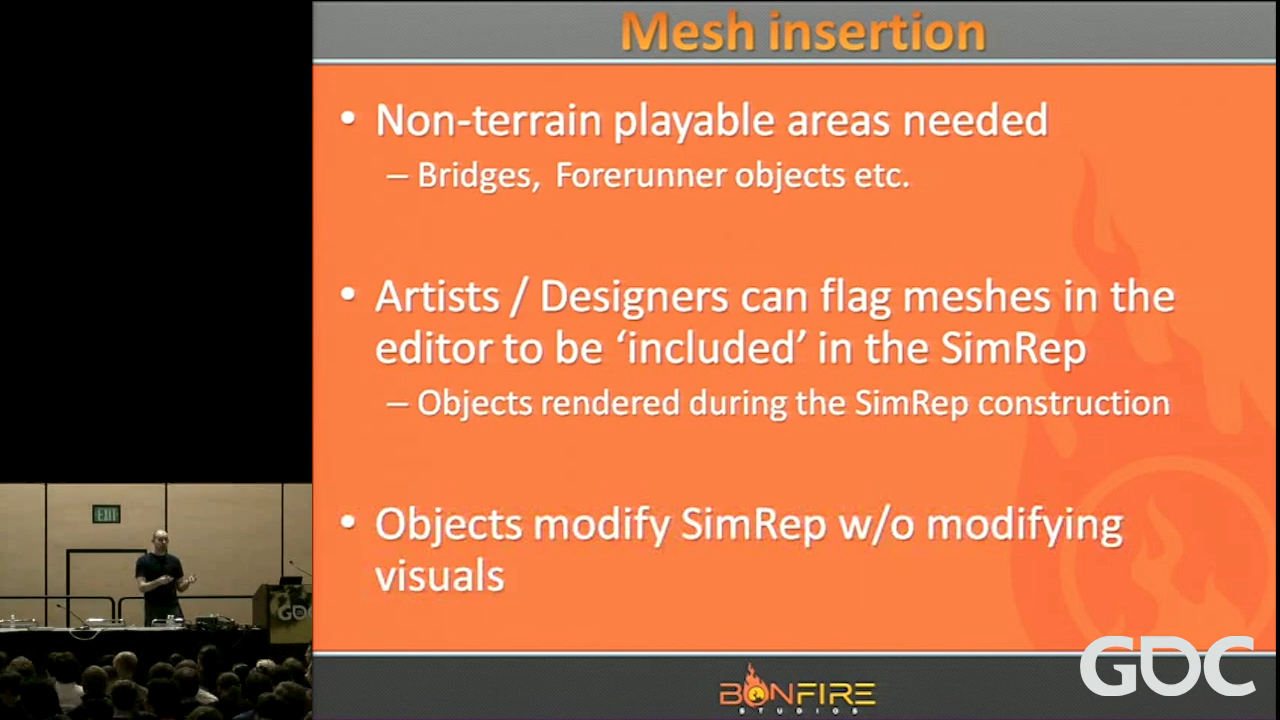 Mesh insertion
• Non-terrain playable areas needed
– Bridges, Forerunner objects etc.
• Artists / Designers can flag meshes in the
editor to be ‘included’ in the SimRep
– Objects rendered during the SimRep construction
• Objects modify SimRep w/o modifying
visuals
EXIT
GDC
GDC
BONFIRE
STUDIOS